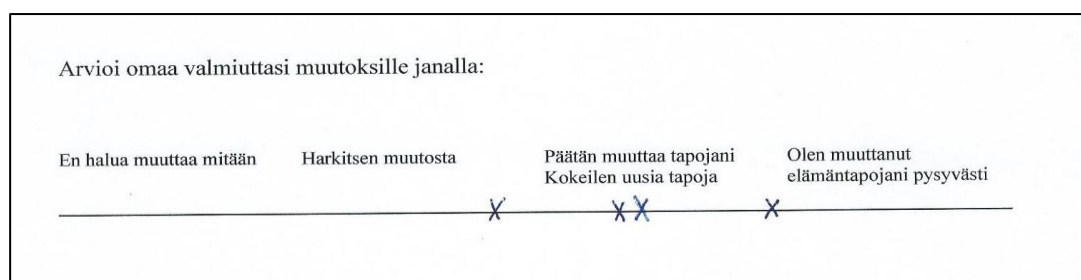 Arvioi omaa valmiuttasi muutoksille janalla:
En halua muuttaa mitään
Harkitsen muutosta
Päätän muuttaa tapojani
Kokeilen uusia tapoja
Olen muuttanut
elämäntapojani pysyvästi
X X X X